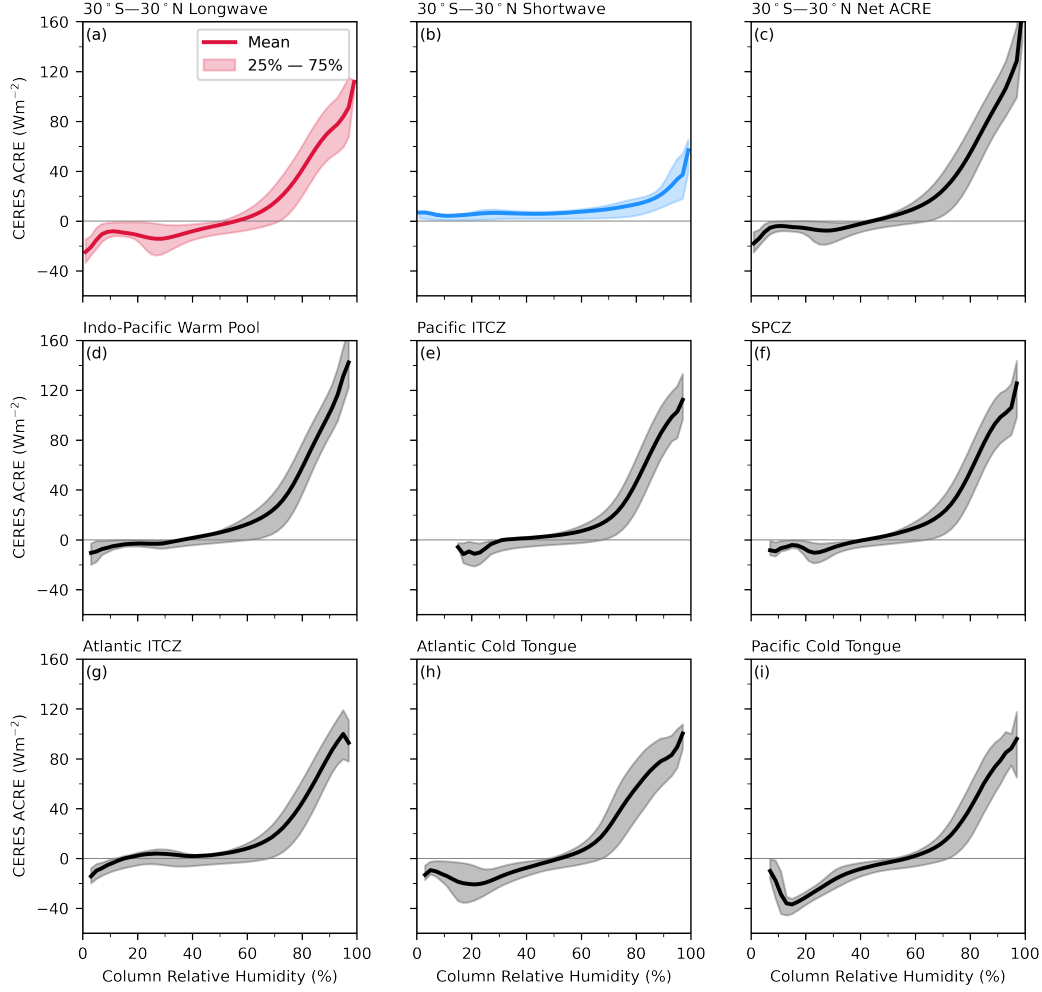 30°S—30°N Longwave
30°S—30°N Shortwave
30°S—30°N Net ACRE
(a)
(b)
(c)
Mean
25% — 75%
CERES ACRE (Wm⁻²)
160
120
80
40
0
−40
Indo-Pacific Warm Pool
Pacific ITCZ
SPCZ
(d)
(e)
(f)
CERES ACRE (Wm⁻²)
160
120
80
40
0
−40
Atlantic ITCZ
Atlantic Cold Tongue
Pacific Cold Tongue
(g)
(h)
(i)
CERES ACRE (Wm⁻²)
160
120
80
40
0
−40
0 20 40 60 80 100
0 20 40 60 80 100
0 20 40 60 80 100
Column Relative Humidity (%)
Column Relative Humidity (%)
Column Relative Humidity (%)